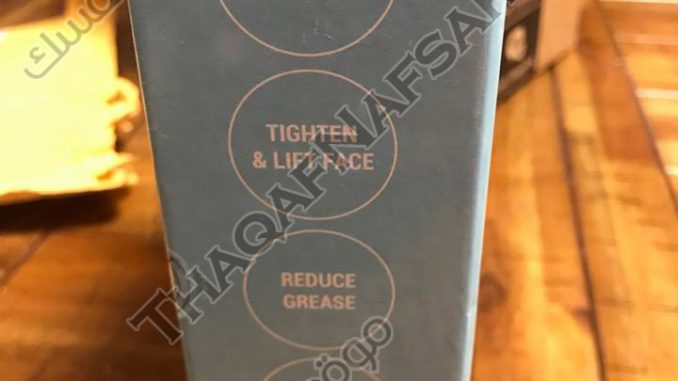 TIGHTEN
& LIFT FACE
REDUCE
GREASE
THAQAFNAFSAK